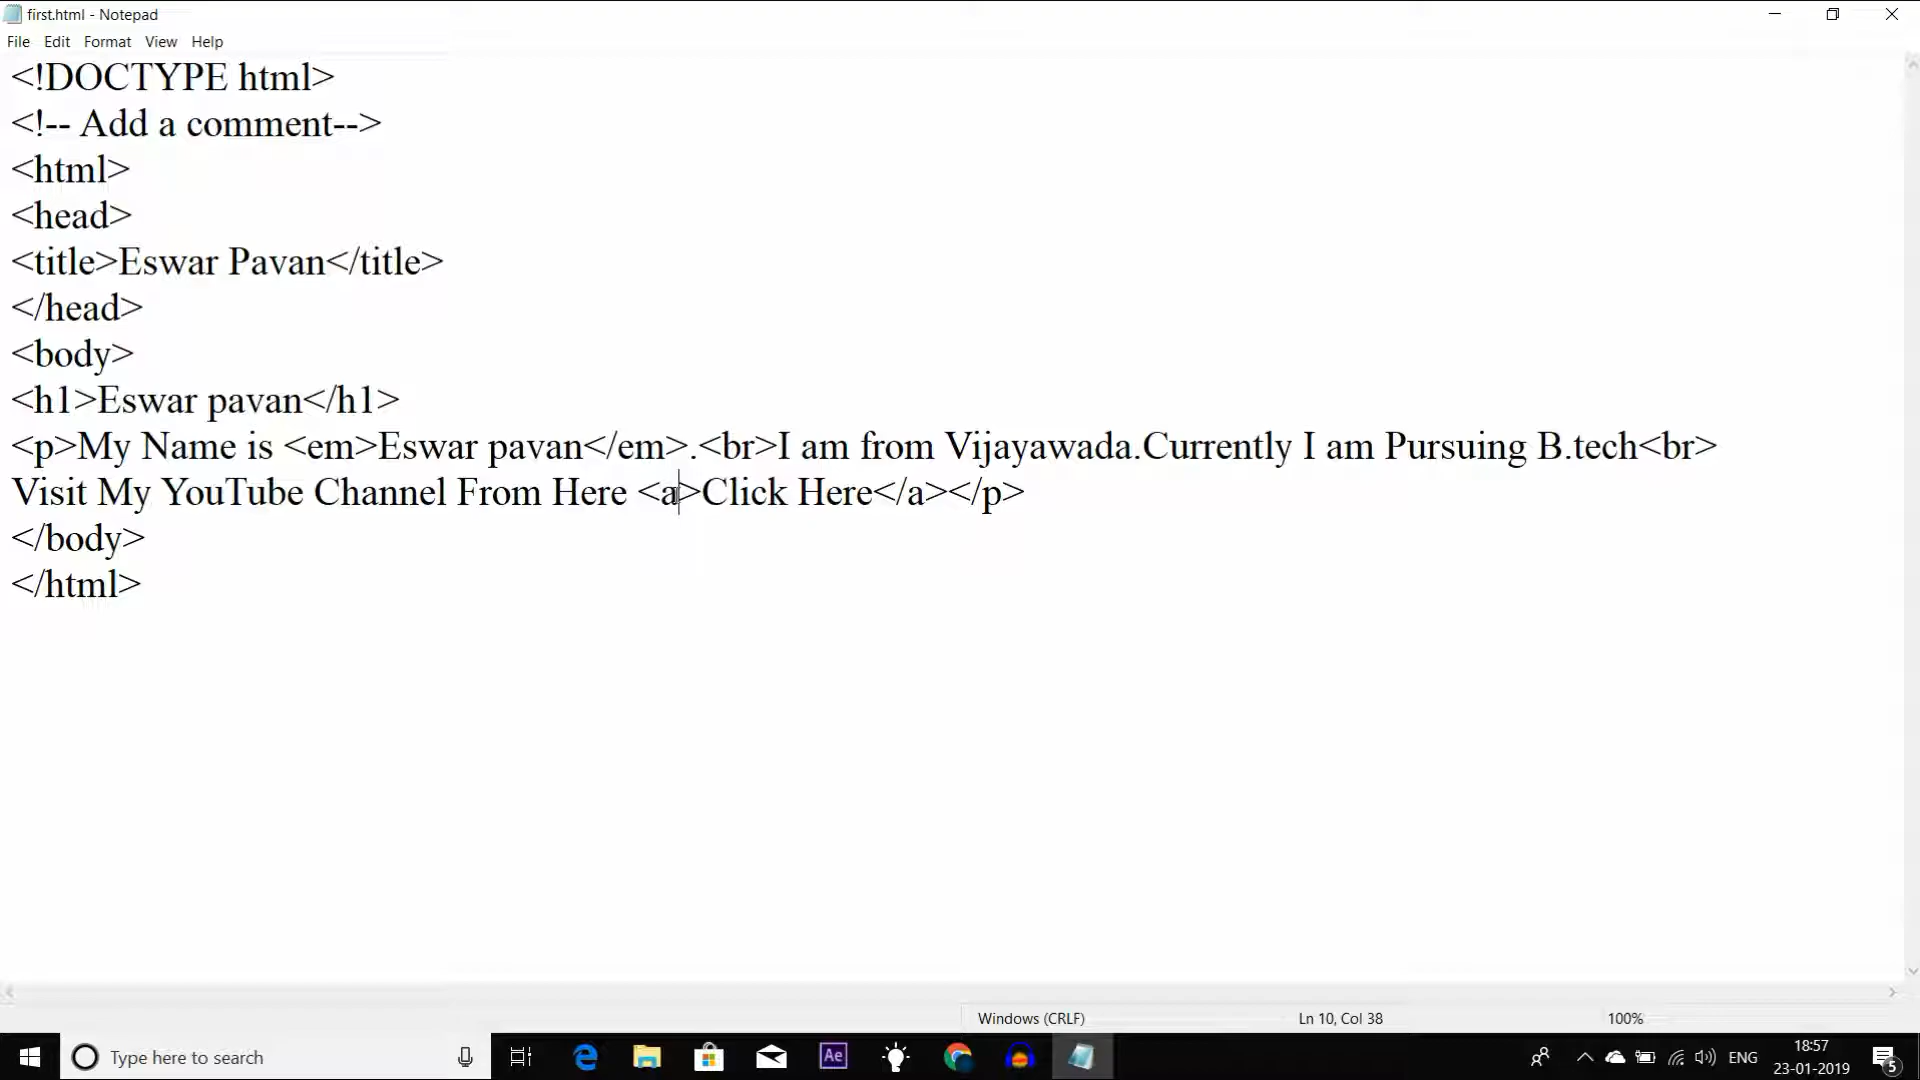 first.html - Notepad
File Edit Format View Help
<!DOCTYPE html>
<!-- Add a comment-->
<html>
<head>
<title>Eswar Pavan</title>
</head>
<body>
<h1>Eswar pavan</h1>
<p>My Name is <em>Eswar pavan</em>.<br>I am from Vijayawada.Currently I am Pursuing B.tech<br>
Visit My YouTube Channel From Here <a>Click Here</a></p>
</body>
</html>
Windows (CRLF) Ln 10, Col 38 100%
Type here to search Ae ENG 18:57
23-01-2019 5